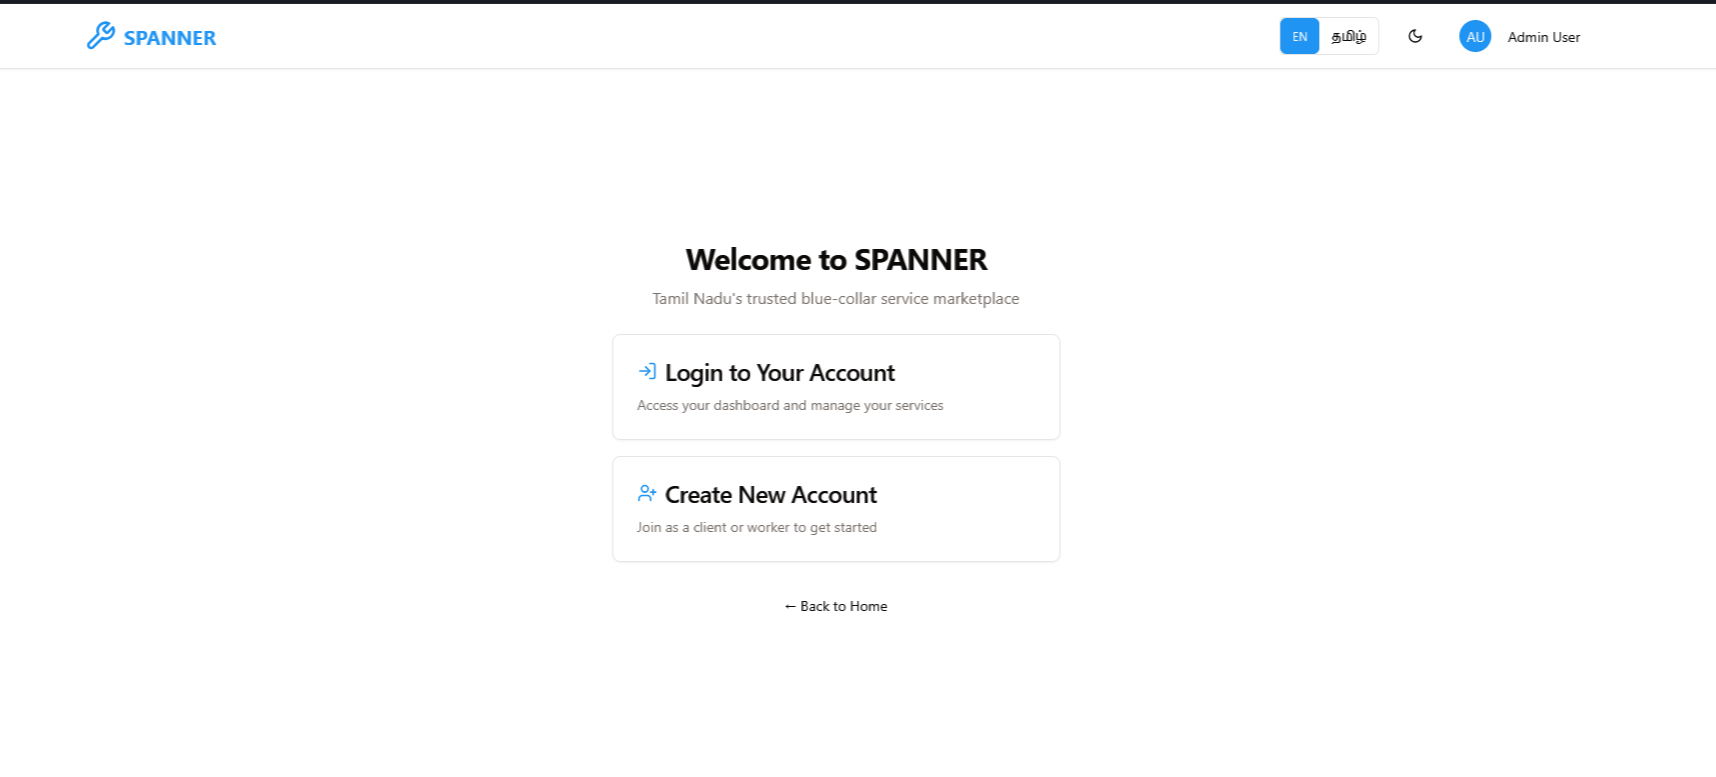 SPANNER
EN
தமிழ்
AU
Admin User
Welcome to SPANNER
Tamil Nadu's trusted blue-collar service marketplace
Login to Your Account
Access your dashboard and manage your services
Create New Account
Join as a client or worker to get started
← Back to Home